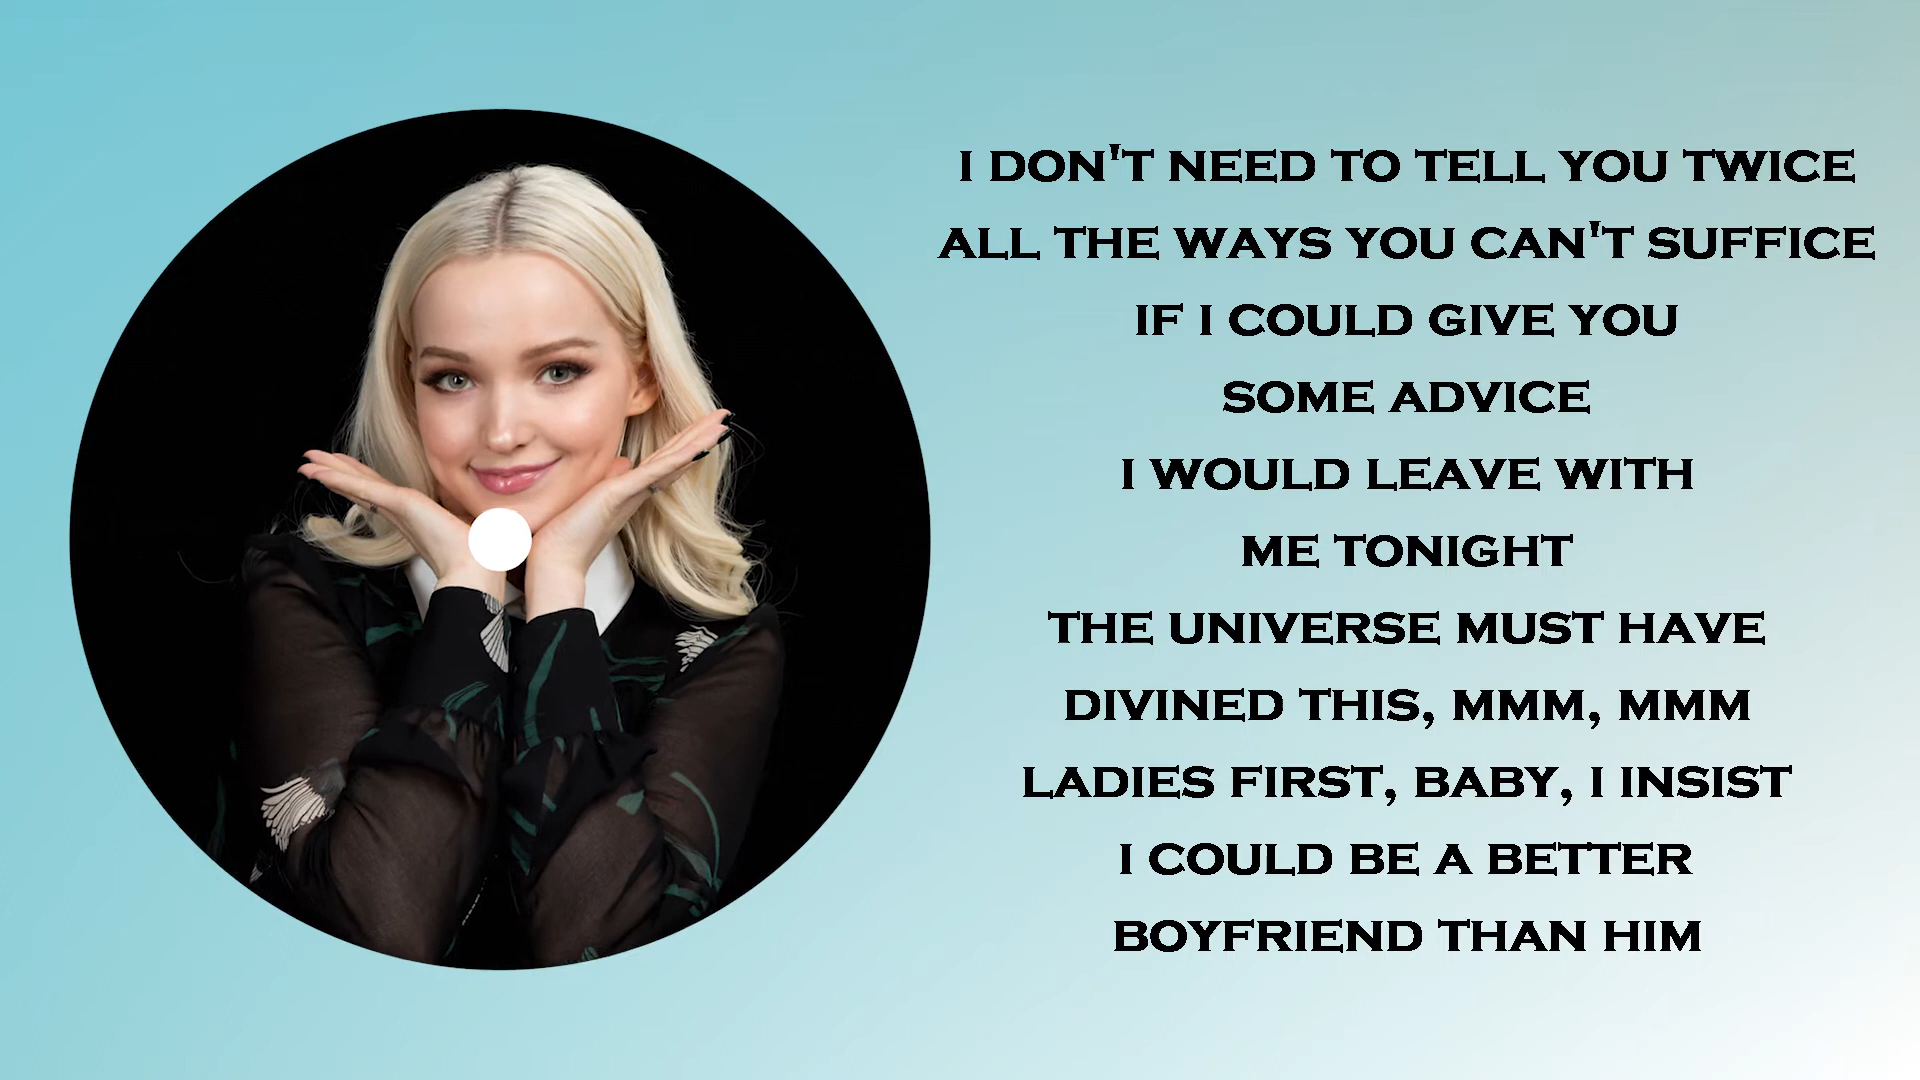 I DON'T NEED TO TELL YOU TWICE
ALL THE WAYS YOU CAN'T SUFFICE
IF I COULD GIVE YOU
SOME ADVICE
I WOULD LEAVE WITH
ME TONIGHT
THE UNIVERSE MUST HAVE
DIVINED THIS, MMM, MMM
LADIES FIRST, BABY, I INSIST
I COULD BE A BETTER
BOYFRIEND THAN HIM